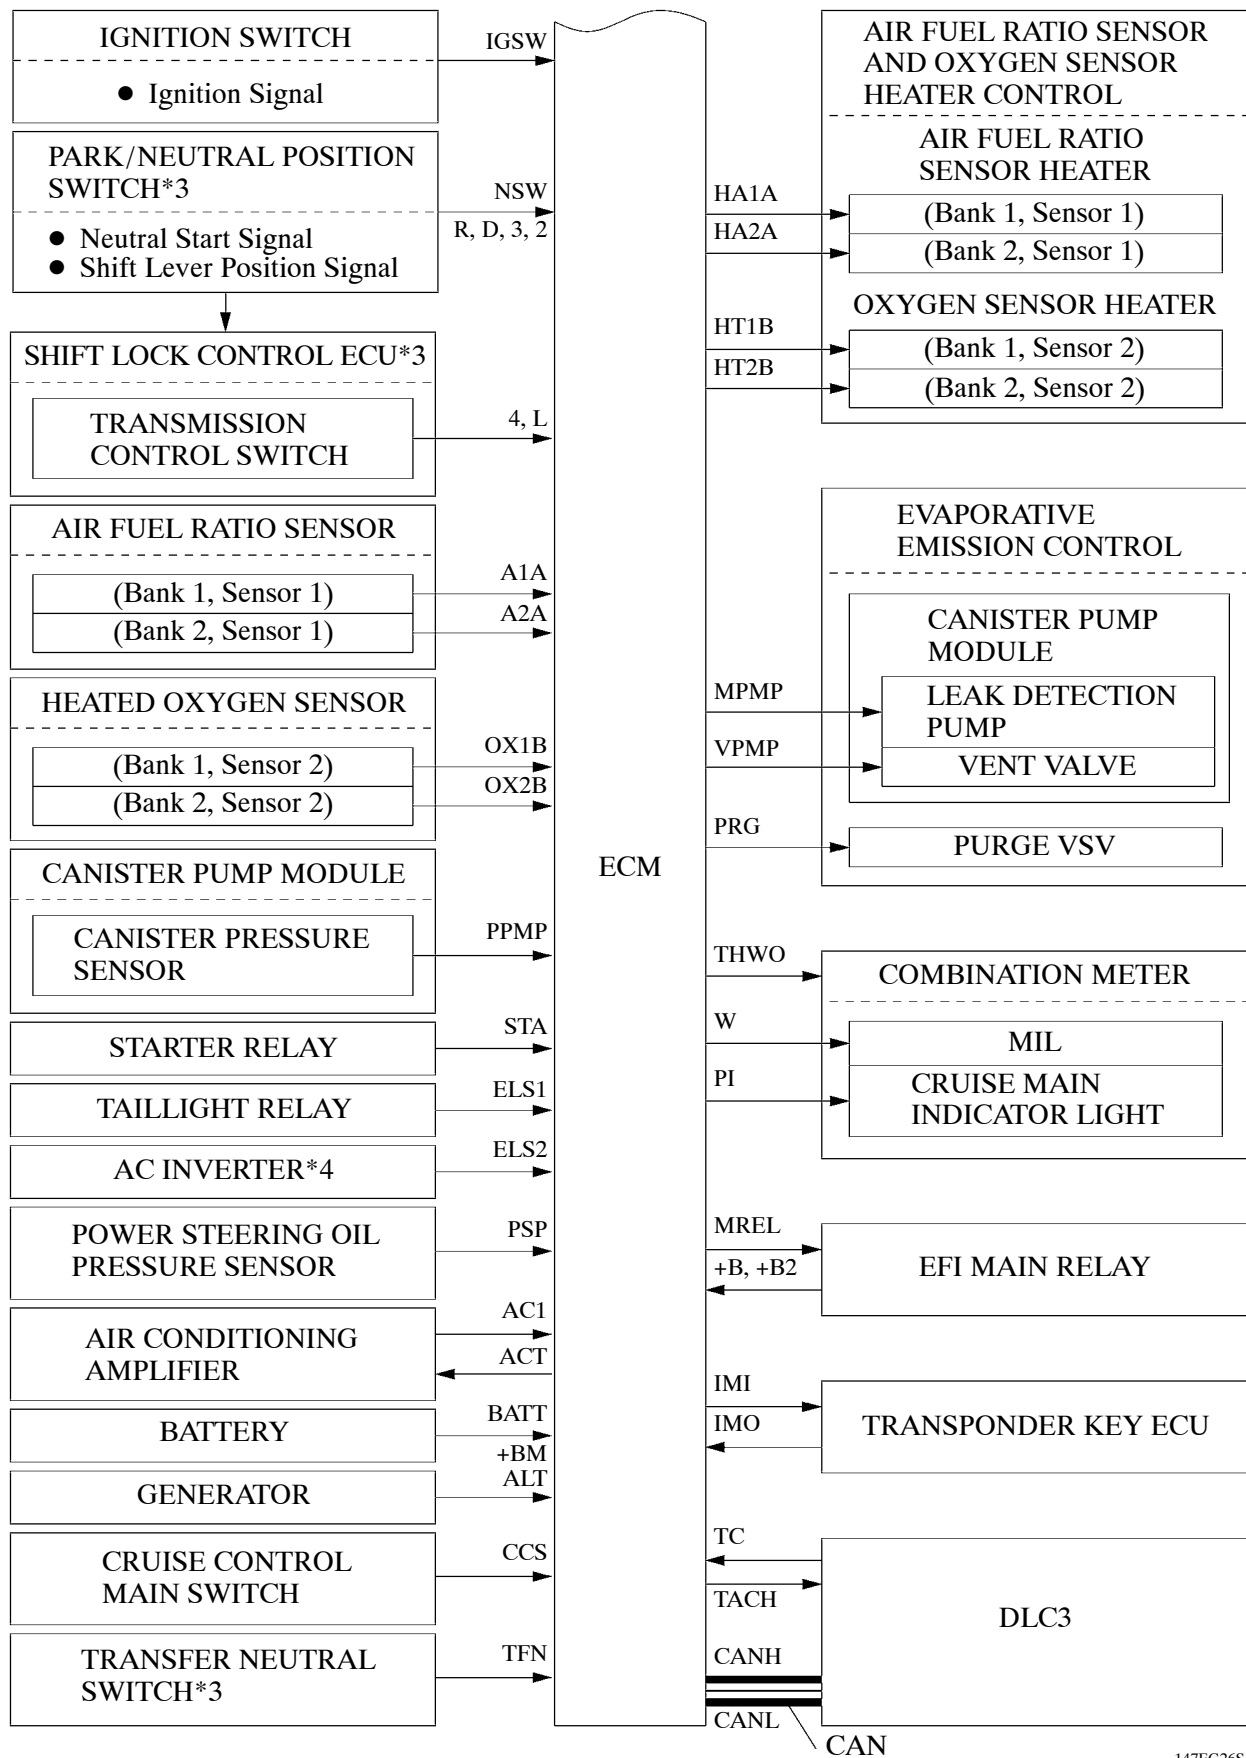 IGNITION SWITCH
● Ignition Signal
IGSW
PARK/NEUTRAL POSITION
SWITCH*3
● Neutral Start Signal
● Shift Lever Position Signal
NSW
R, D, 3, 2
SHIFT LOCK CONTROL ECU*3
TRANSMISSION
CONTROL SWITCH
4, L
AIR FUEL RATIO SENSOR
(Bank 1, Sensor 1)
(Bank 2, Sensor 1)
A1A
A2A
HEATED OXYGEN SENSOR
(Bank 1, Sensor 2)
(Bank 2, Sensor 2)
OX1B
OX2B
CANISTER PUMP MODULE
CANISTER PRESSURE
SENSOR
PPMP
STARTER RELAY
STA
TAILLIGHT RELAY
ELS1
AC INVERTER*4
ELS2
POWER STEERING OIL
PRESSURE SENSOR
PSP
AIR CONDITIONING
AMPLIFIER
AC1
ACT
BATTERY
BATT
+BM
GENERATOR
ALT
CRUISE CONTROL
MAIN SWITCH
CCS
TRANSFER NEUTRAL
SWITCH*3
TFN
ECM
AIR FUEL RATIO SENSOR
AND OXYGEN SENSOR
HEATER CONTROL
AIR FUEL RATIO
SENSOR HEATER
HA1A
(Bank 1, Sensor 1)
HA2A
(Bank 2, Sensor 1)
OXYGEN SENSOR HEATER
HT1B
(Bank 1, Sensor 2)
HT2B
(Bank 2, Sensor 2)
EVAPORATIVE
EMISSION CONTROL
CANISTER PUMP
MODULE
MPMP
LEAK DETECTION
PUMP
VPMP
VENT VALVE
PRG
PURGE VSV
THWO
COMBINATION METER
W
MIL
PI
CRUISE MAIN
INDICATOR LIGHT
MREL
+B, +B2
EFI MAIN RELAY
IMI
IMO
TRANSPONDER KEY ECU
TC
TACH
DLC3
CANH
CANL
CAN